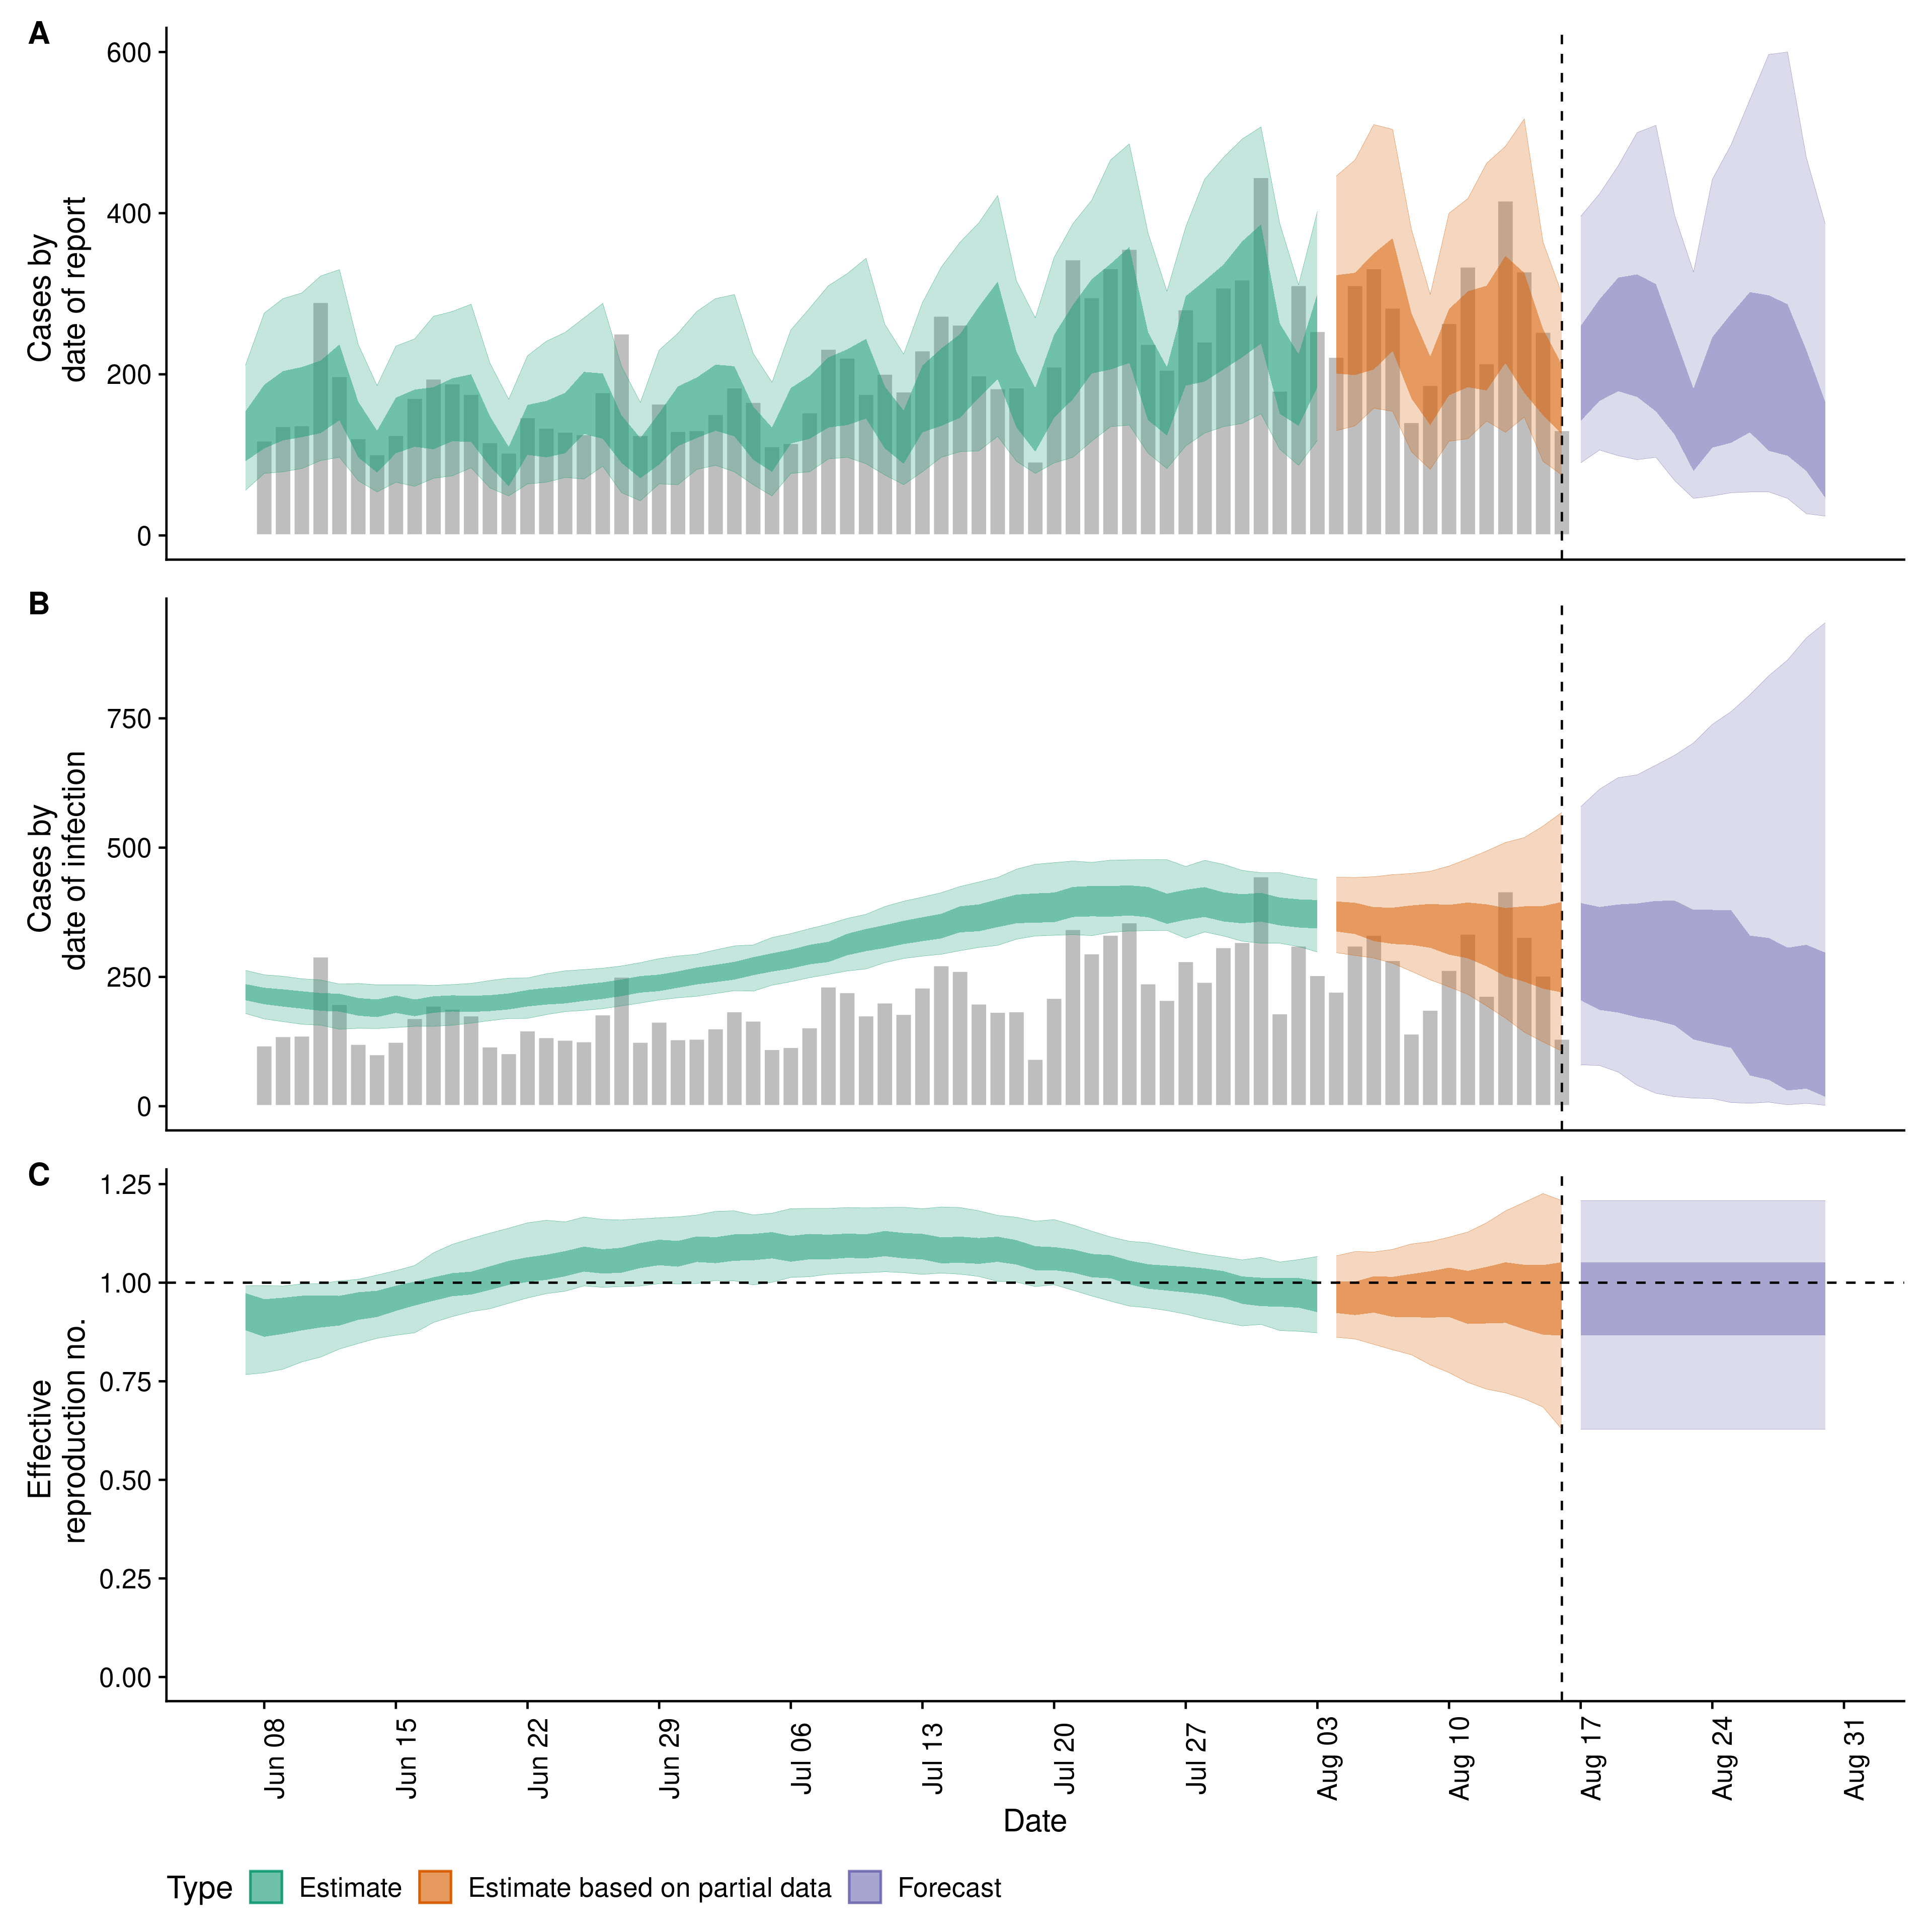 A
Cases by
date of report
600
400
200
0
B
Cases by
date of infection
750
500
250
0
C
Effective
reproduction no.
1.25
1.00
0.75
0.50
0.25
0.00
Jun 08
Jun 15
Jun 22
Jun 29
Jul 06
Jul 13
Jul 20
Jul 27
Aug 03
Aug 10
Aug 17
Aug 24
Aug 31
Date
Type Estimate Estimate based on partial data Forecast